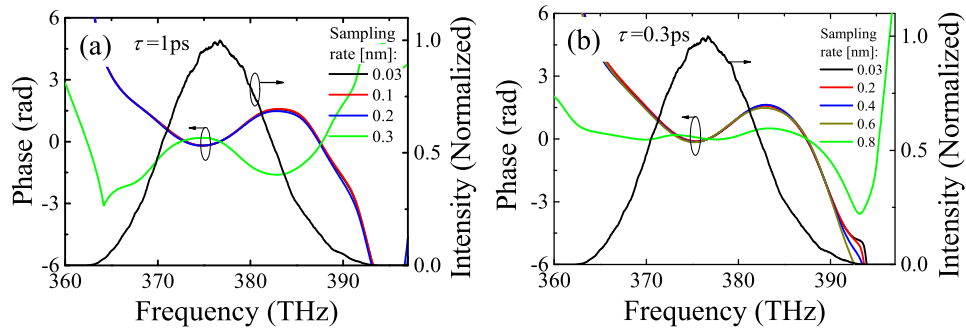 (a)
τ=1ps
Sampling
rate [nm]:
0.03
0.1
0.2
0.3
6
3
0
-3
-6
Phase (rad)
360
370
380
390
Frequency (THz)
1.0
0.5
0.0
Intensity (Normalized)
(b)
τ=0.3ps
Sampling
rate [nm]:
0.03
0.2
0.4
0.6
0.8
6
3
0
-3
-6
Phase (rad)
360
370
380
390
Frequency (THz)
1.0
0.5
0.0
Intensity (Normalized)